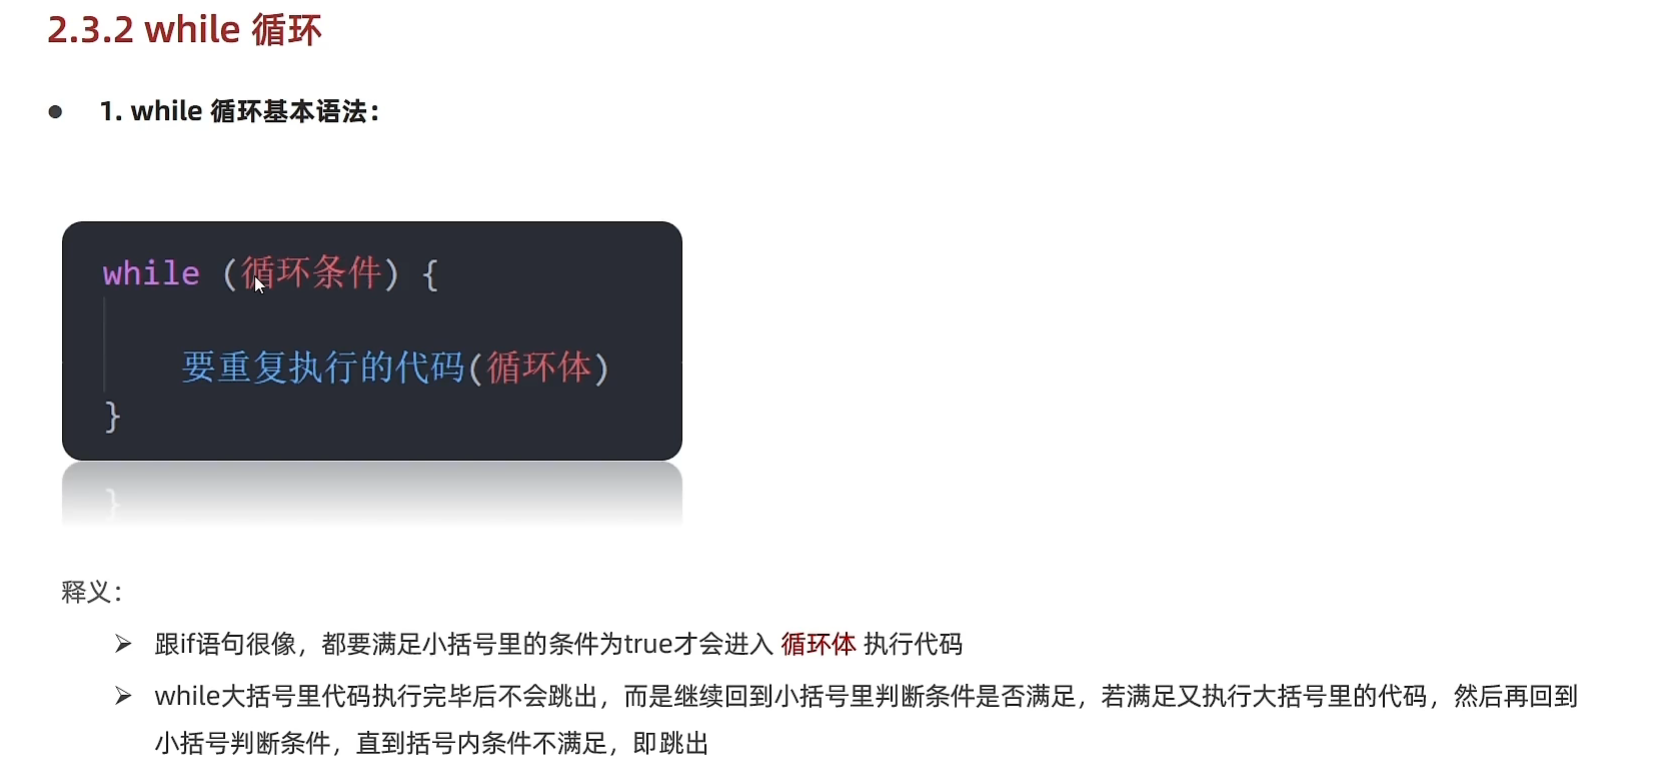 2.3.2 while 循环
● 1. while 循环基本语法：
while (循环条件) {
要重复执行的代码(循环体)
}
}
释义：
➢ 跟if语句很像，都要满足小括号里的条件为true才会进入 循环体 执行代码
➢ while大括号里代码执行完毕后不会跳出，而是继续回到小括号里判断条件是否满足，若满足又执行大括号里的代码，然后再回到
小括号判断条件，直到括号内条件不满足，即跳出